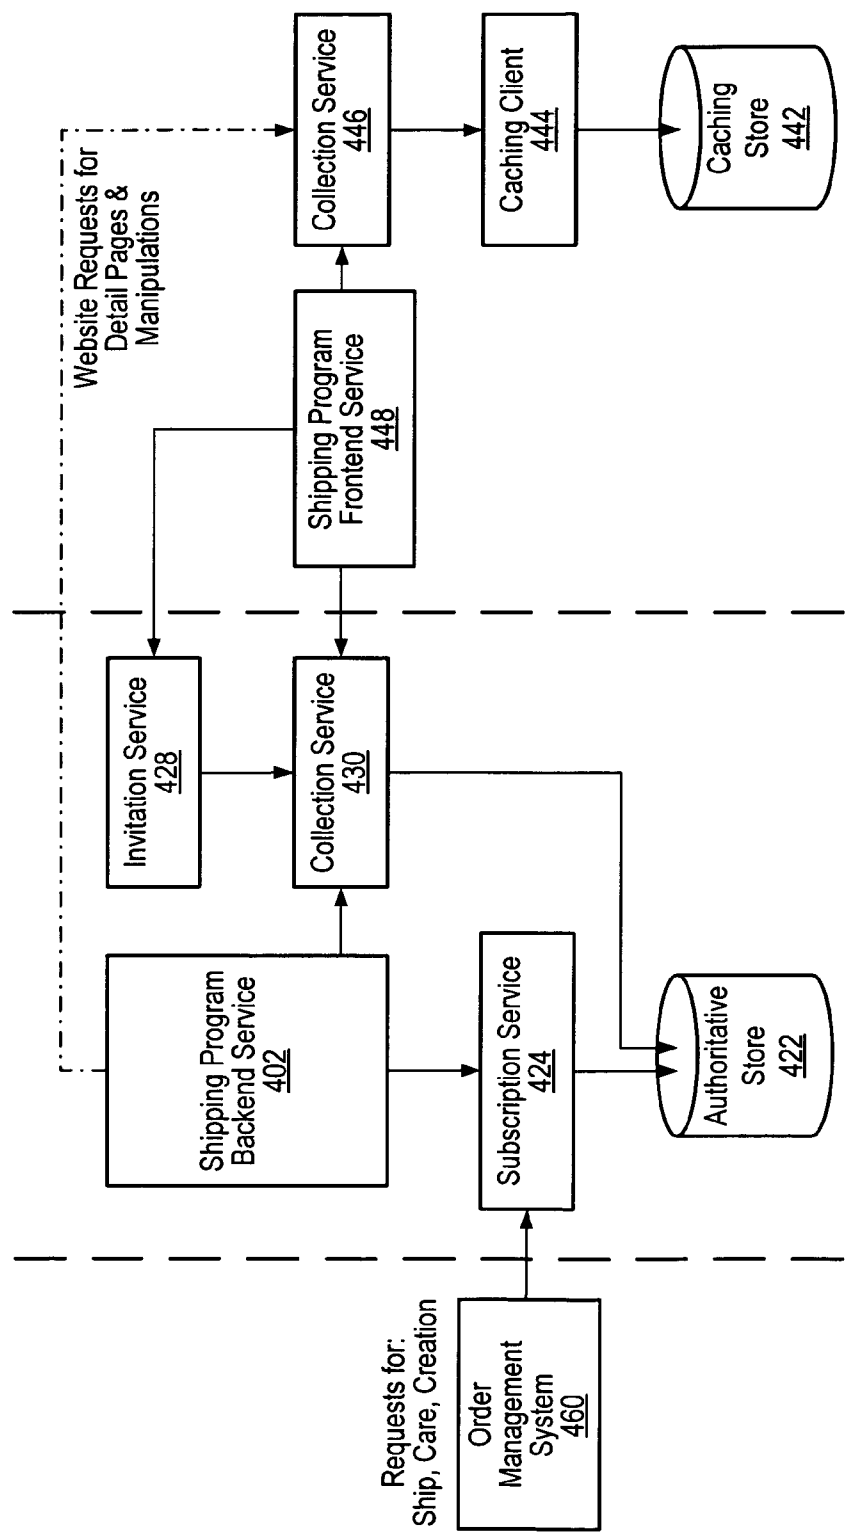 Requests for:
Ship, Care, Creation
Order
Management
System
460
Shipping Program
Backend Service
402
Subscription Service
424
Authoritative
Store
422
Invitation Service
428
Collection Service
430
Website Requests for
Detail Pages &
Manipulations
Shipping Program
Frontend Service
448
Collection Service
446
Caching Client
444
Caching
Store
442